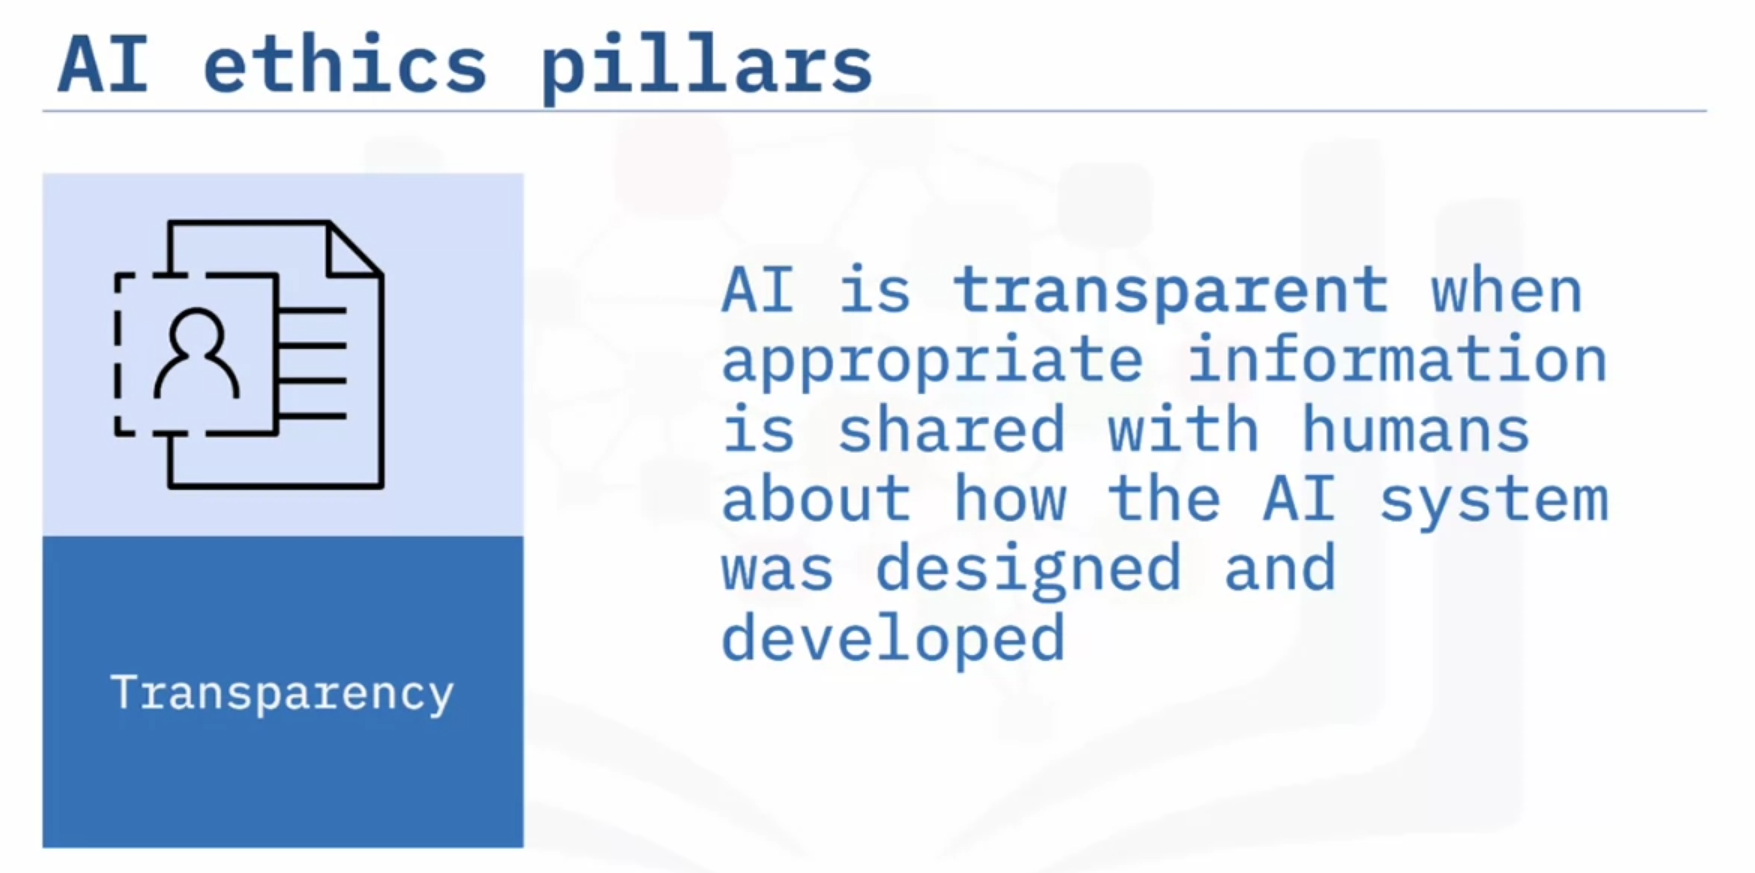 AI ethics pillars
Transparency
AI is transparent when
appropriate information
is shared with humans
about how the AI system
was designed and
developed